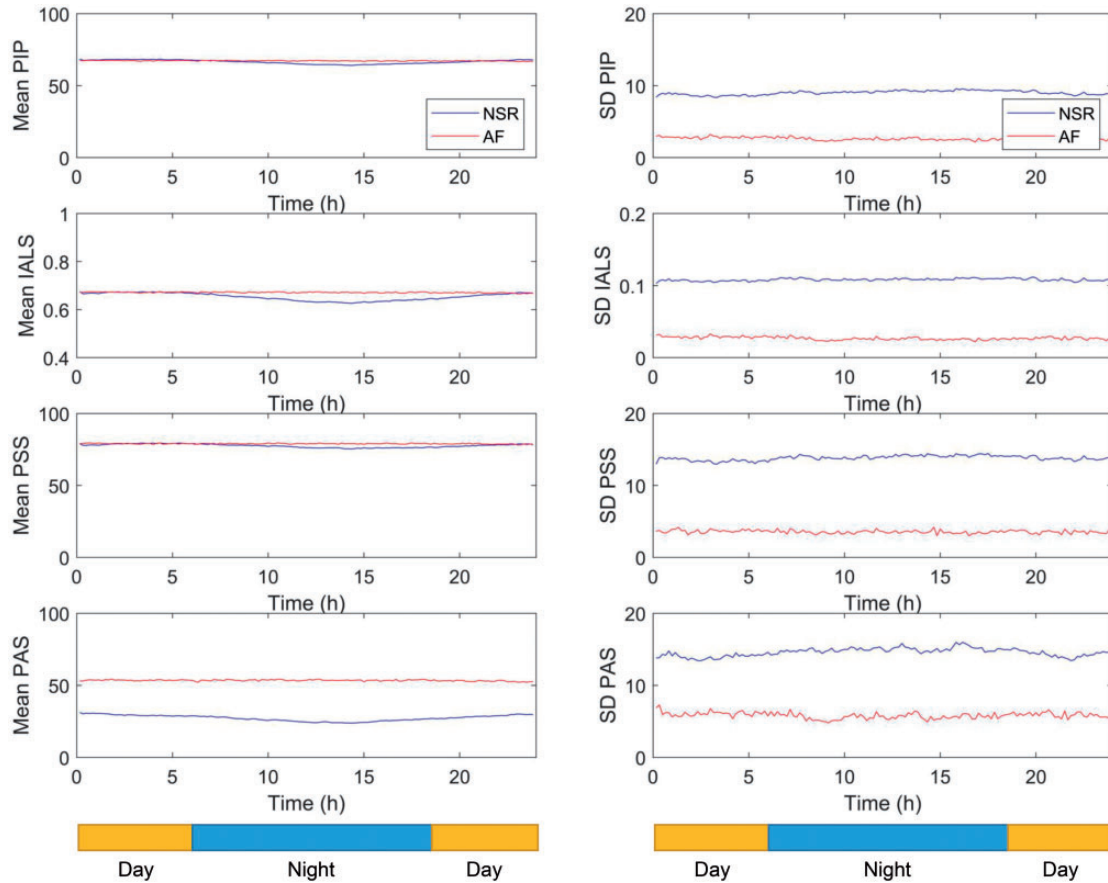 Mean PIP
100
50
0
NSR
AF
0 5 10 15 20
Time (h)
SD PIP
20
10
0
NSR
AF
0 5 10 15 20
Time (h)
Mean IALS
1
0.8
0.6
0.4
0 5 10 15 20
Time (h)
SD IALS
0.2
0.1
0
0 5 10 15 20
Time (h)
Mean PSS
100
50
0
0 5 10 15 20
Time (h)
SD PSS
20
10
0
0 5 10 15 20
Time (h)
Mean PAS
100
50
0
0 5 10 15 20
Time (h)
SD PAS
20
10
0
0 5 10 15 20
Time (h)
Day Night Day
Day Night Day